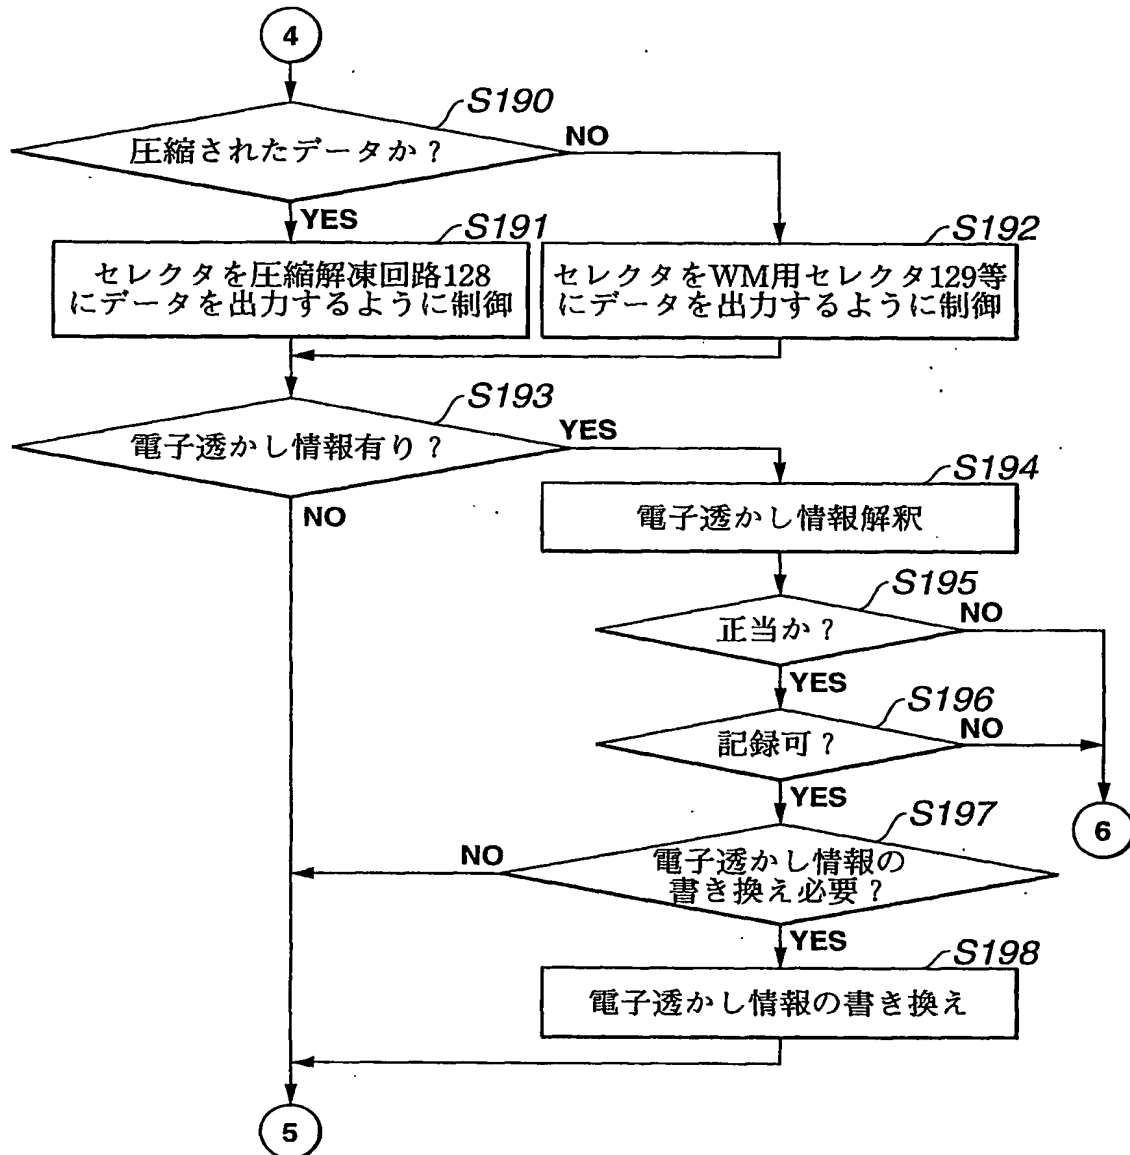 4
S190
圧縮されたデータか?
NO
YES
S191
セレクタを圧縮解凍回路128
にデータを出力するように制御
S192
セレクタをWM用セレクタ129等
にデータを出力するように制御
S193
電子透かし情報有り?
YES
NO
S194
電子透かし情報解釈
S195
正当か?
NO
YES
S196
記録可?
NO
YES
6
S197
電子透かし情報の
書き換え必要?
NO
YES
S198
電子透かし情報の書き換え
5